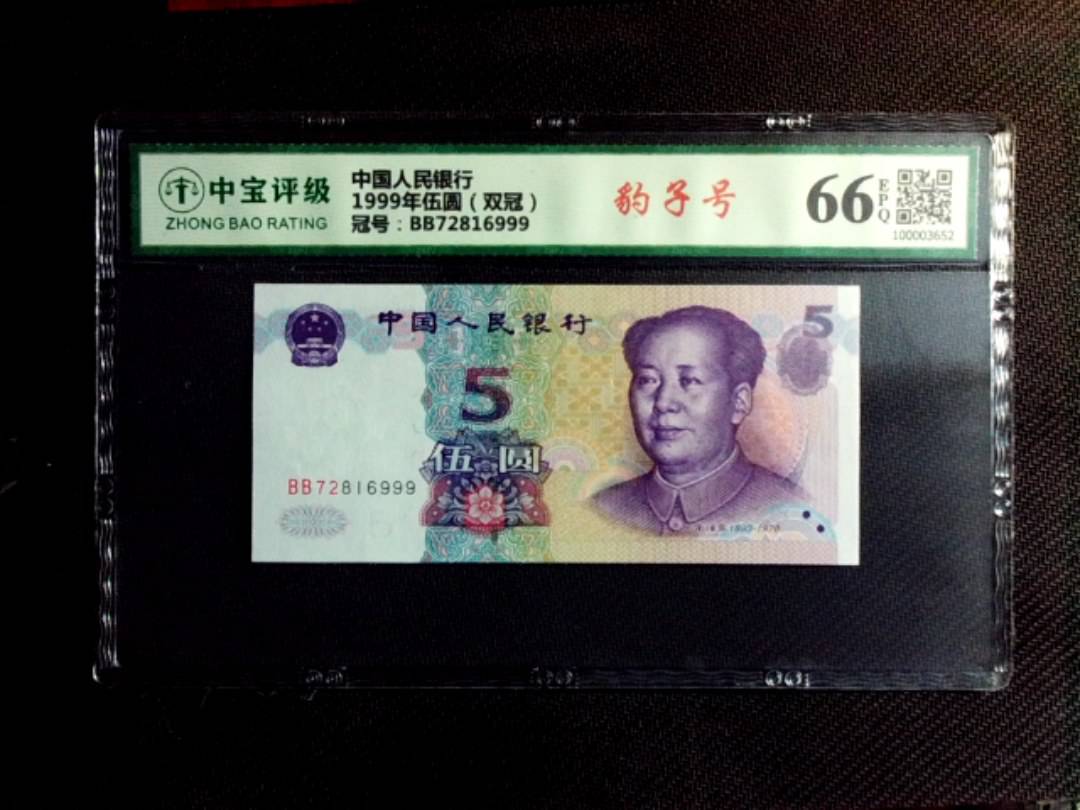 中宝评级
ZHONG BAO RATING
中国人民银行
1999年伍圆（双冠）
冠号：BB72816999
豹子号
66
EPQ
100003652
中国人民银行
5
5
伍圆
BB72816999
1893-1976